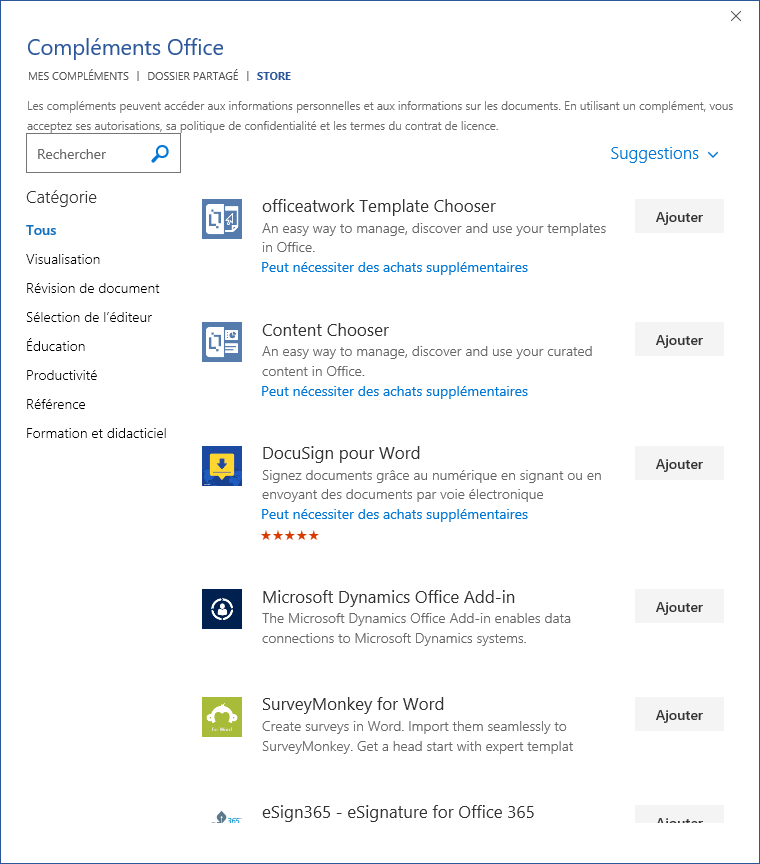 Compléments Office
MES COMPLÉMENTS | DOSSIER PARTAGÉ | STORE
Les compléments peuvent accéder aux informations personnelles et aux informations sur les documents. En utilisant un complément, vous
acceptez ses autorisations, sa politique de confidentialité et les termes du contrat de licence.
Rechercher
Suggestions
Catégorie
Tous
Visualisation
Révision de document
Sélection de l'éditeur
Éducation
Productivité
Référence
Formation et didacticiel
officeatwork Template Chooser
An easy way to manage, discover and use your templates
in Office.
Peut nécessiter des achats supplémentaires
Ajouter
Content Chooser
An easy way to manage, discover and use your curated
content in Office.
Peut nécessiter des achats supplémentaires
Ajouter
DocuSign pour Word
Signez documents grâce au numérique en signant ou en
envoyant des documents par voie électronique
Peut nécessiter des achats supplémentaires
Ajouter
Microsoft Dynamics Office Add-in
The Microsoft Dynamics Office Add-in enables data
connections to Microsoft Dynamics systems.
Ajouter
for Word
SurveyMonkey for Word
Create surveys in Word. Import them seamlessly to
SurveyMonkey. Get a head start with expert templat
Ajouter
365
eSign365 - eSignature for Office 365
Ajouter